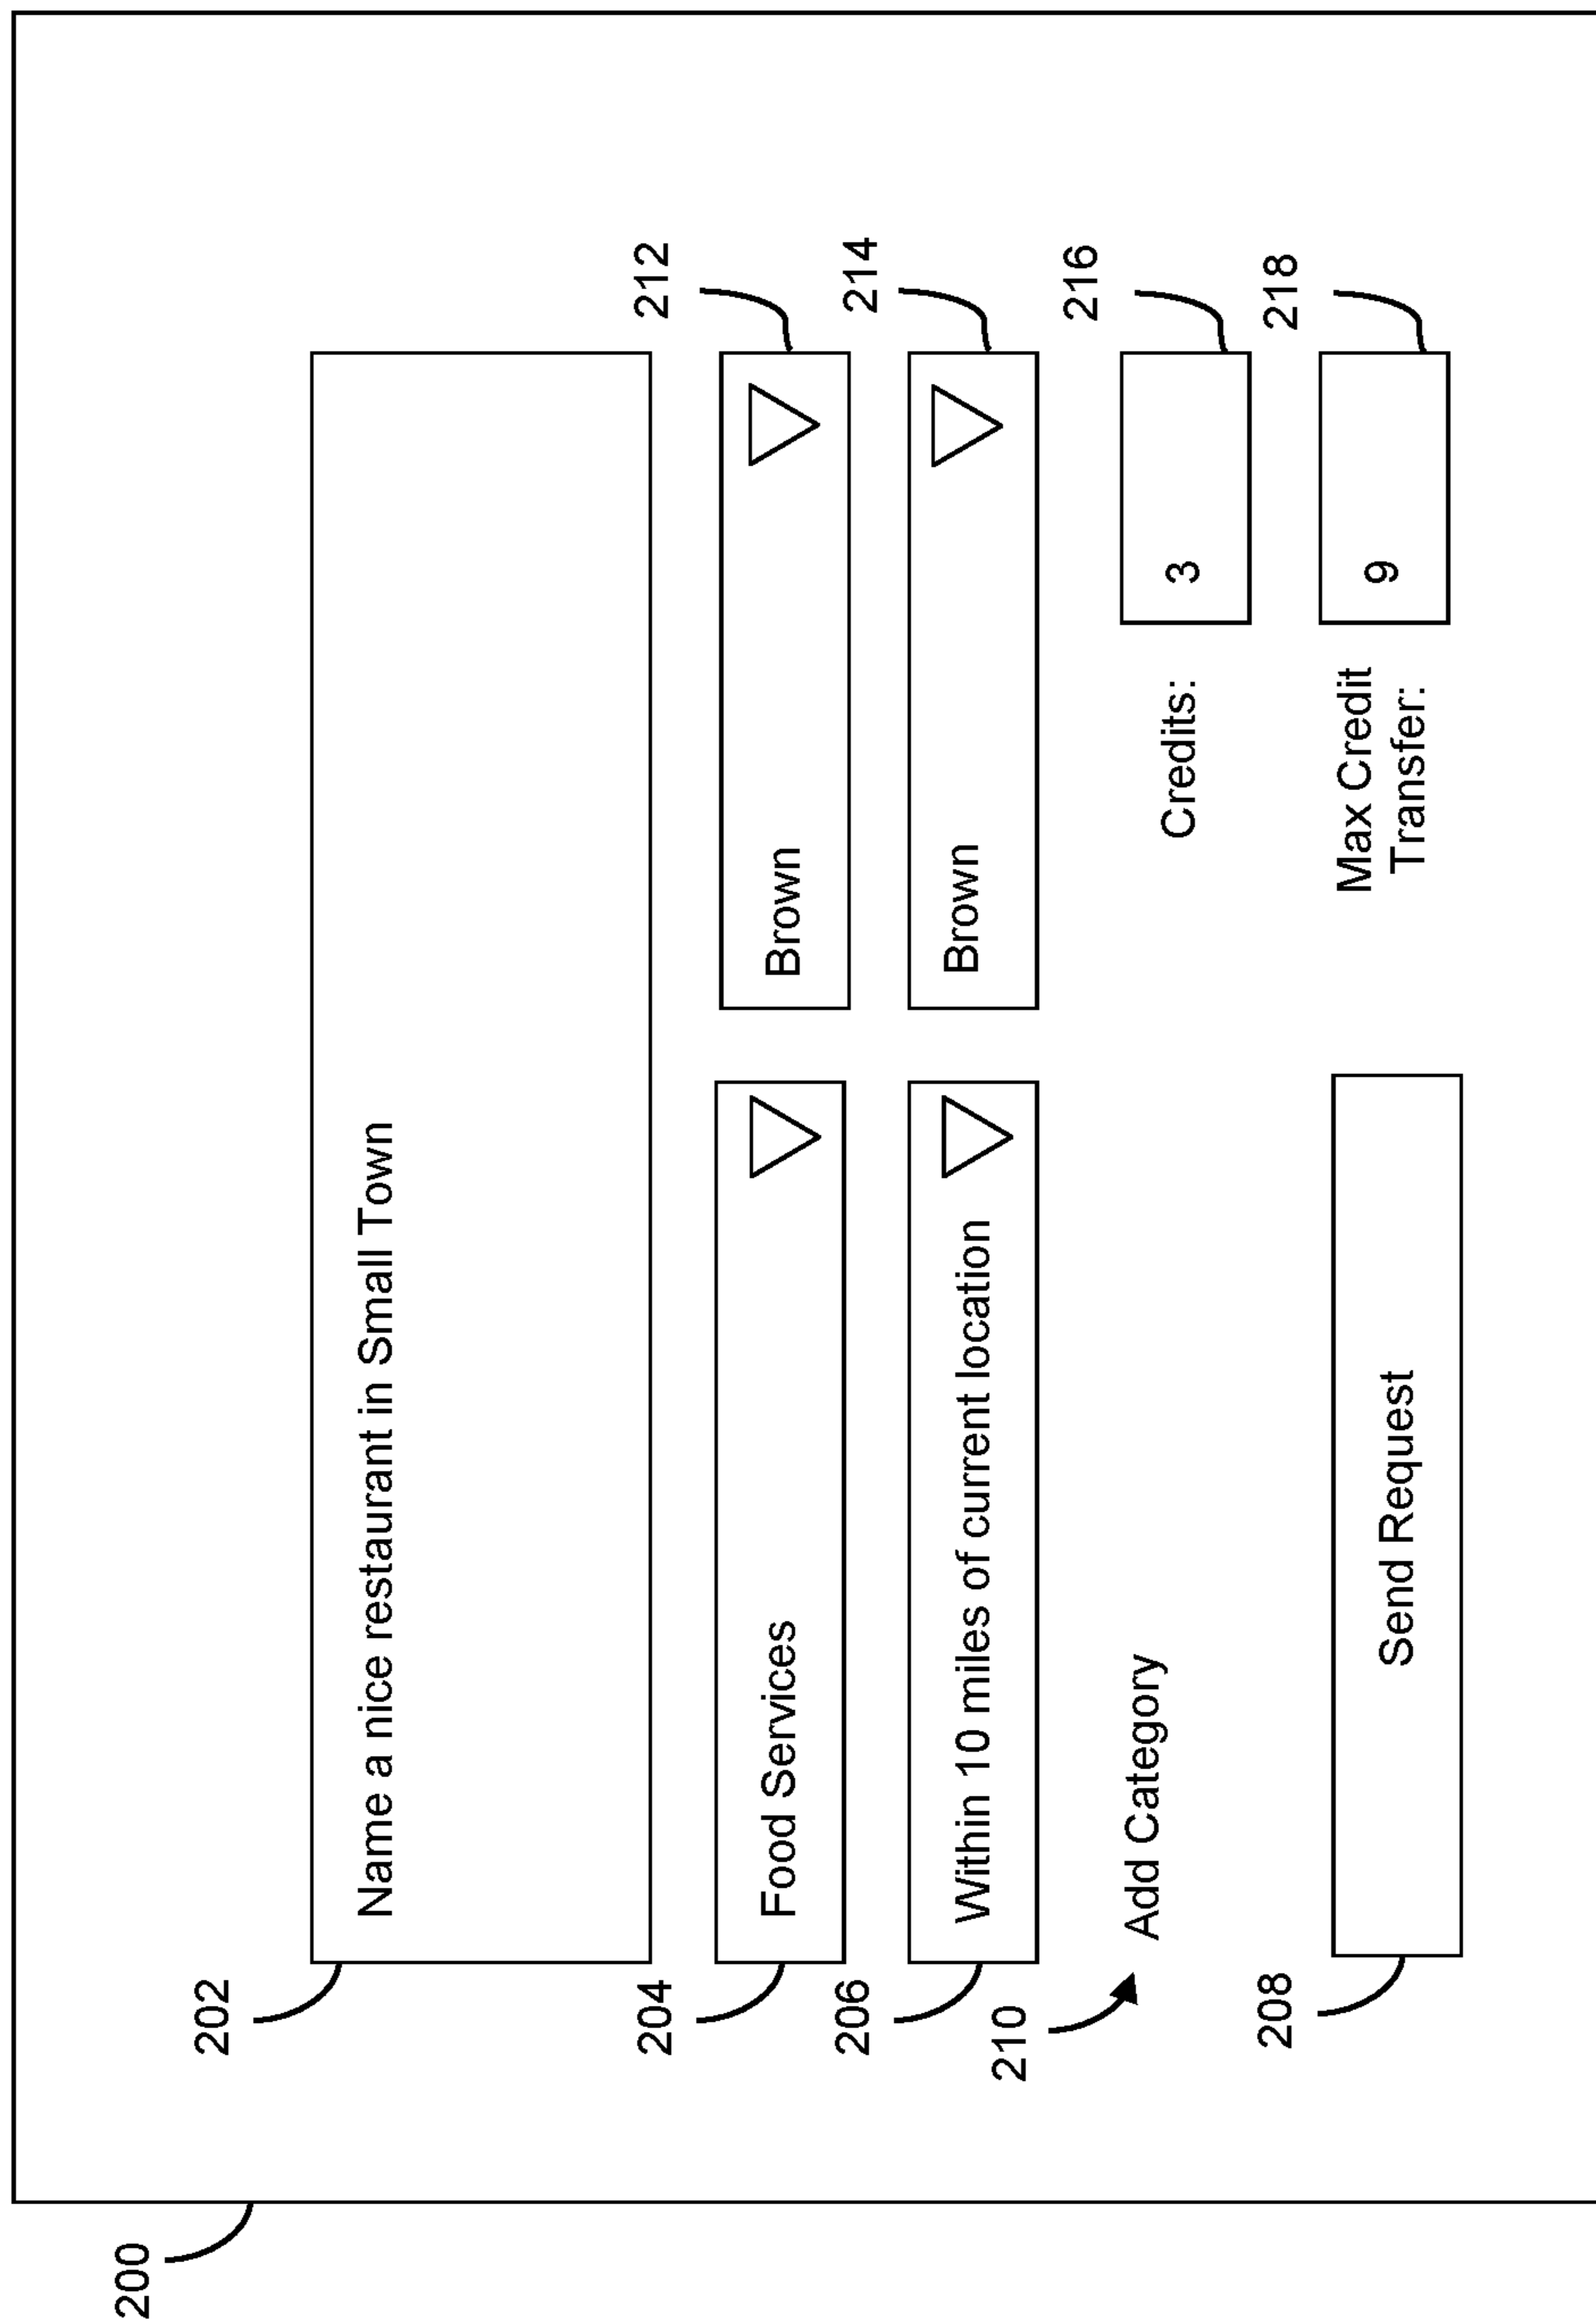 200
202
Name a nice restaurant in Small Town
204
Food Services
Brown
212
206
Within 10 miles of current location
Brown
214
210
Add Category
Credits:
3
216
208
Send Request
Max Credit
Transfer:
9
218